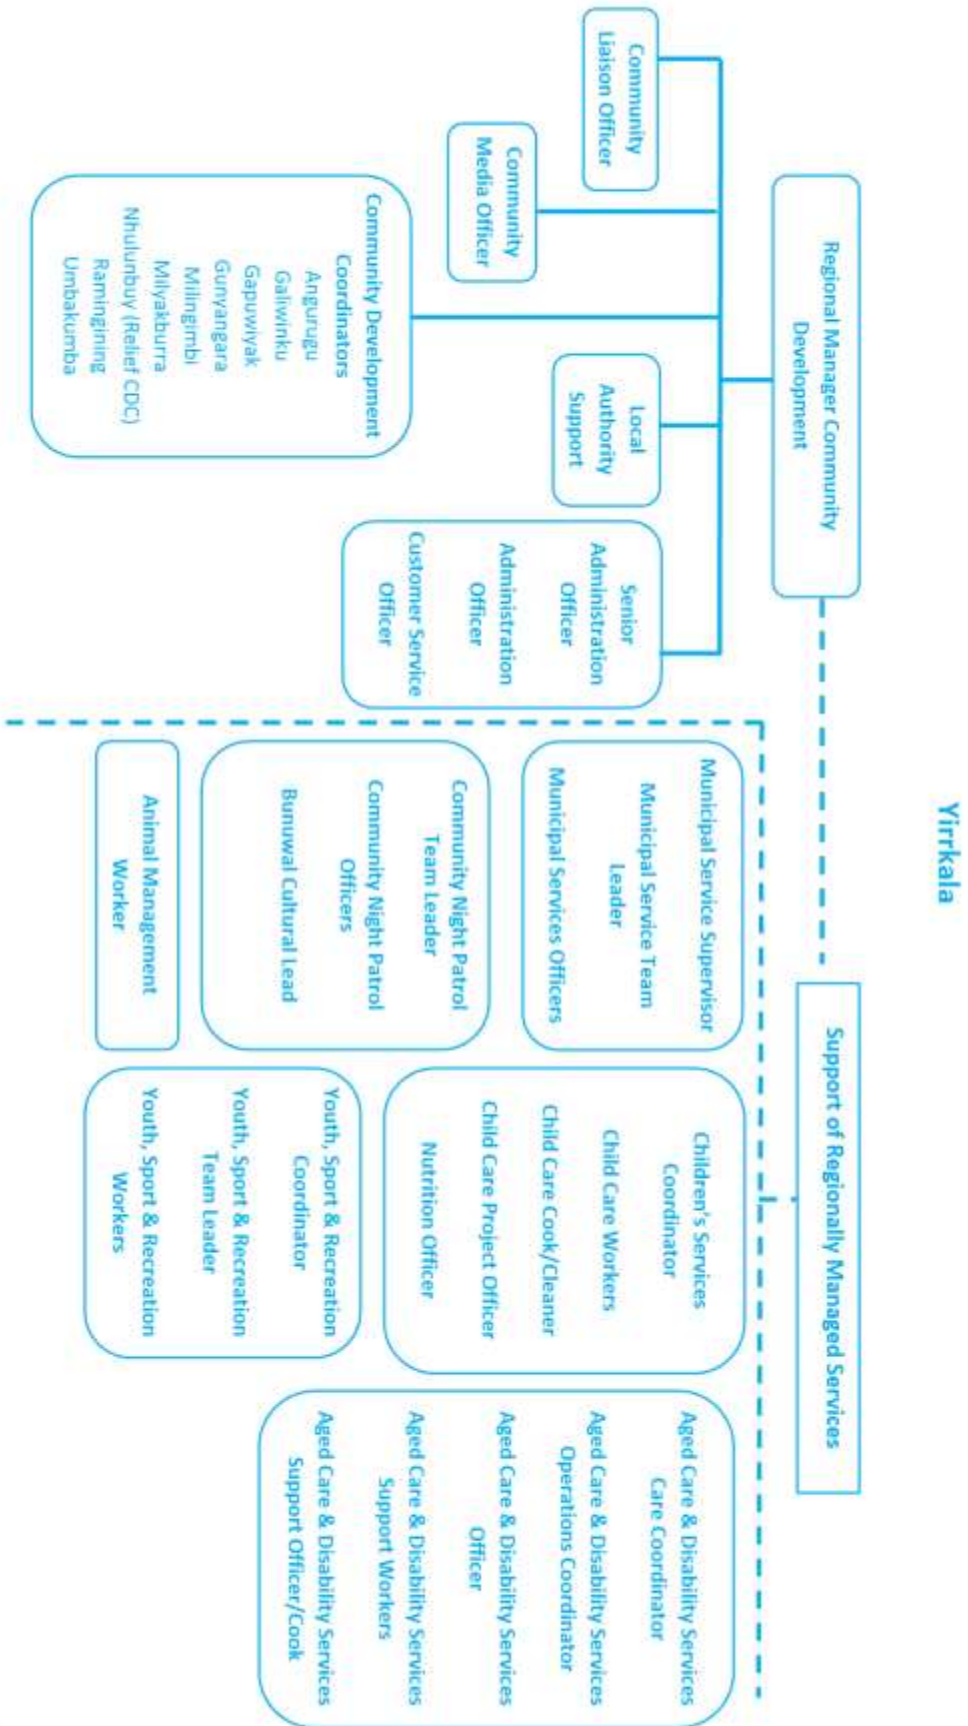 Yirrkala
Regional Manager Community
Development
Support of Regionally Managed Services
Community
Liaison Officer
Community
Media Officer
Community Development
Coordinators
Angurugu
Galiwinku
Gapuwiyak
Gunyangara
Milingimbi
Milyakburra
Nhulunbuy (Relief CDC)
Ramingining
Umbakumba
Local
Authority
Support
Senior
Administration
Officer
Administration
Officer
Customer Service
Officer
Municipal Service Supervisor
Municipal Service Team
Leader
Municipal Services Officers
Community Night Patrol
Team Leader
Community Night Patrol
Officers
Bunuwal Cultural Lead
Animal Management
Worker
Children's Services
Coordinator
Child Care Workers
Child Care Cook/Cleaner
Child Care Project Officer
Nutrition Officer
Youth, Sport & Recreation
Coordinator
Youth, Sport & Recreation
Team Leader
Youth, Sport & Recreation
Workers
Aged Care & Disability Services
Care Coordinator
Aged Care & Disability Services
Operations Coordinator
Aged Care & Disability Services
Officer
Aged Care & Disability Services
Support Workers
Aged Care & Disability Services
Support Officer/Cook